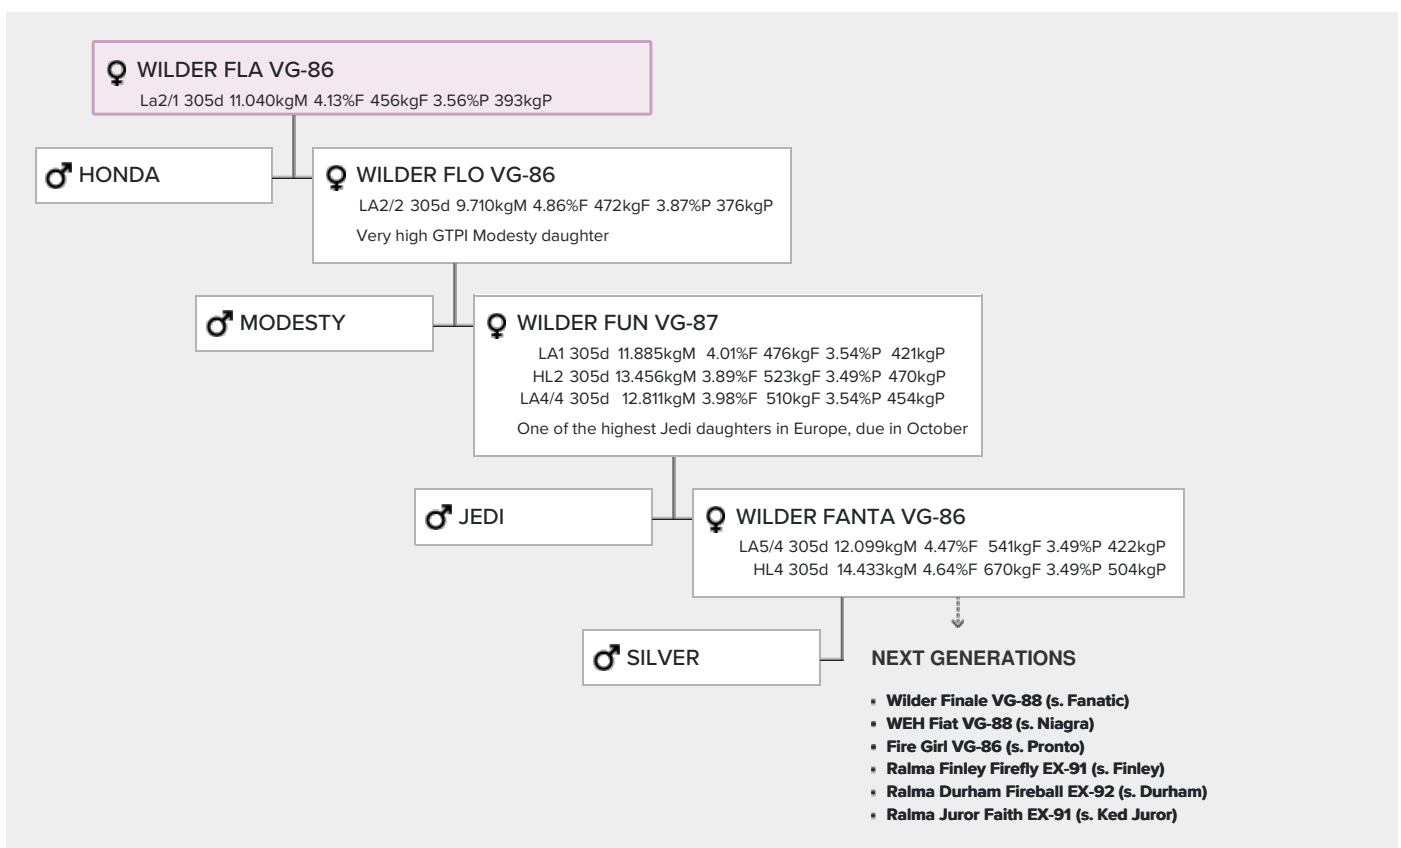 WILDER FLA VG-86
La2/1 305d 11.040kgM 4.13%F 456kgF 3.56%P 393kgP
HONDA
WILDER FLO VG-86
LA2/2 305d 9.710kgM 4.86%F 472kgF 3.87%P 376kgP
Very high GTPI Modesty daughter
MODESTY
WILDER FUN VG-87
LA1 305d 11.885kgM 4.01%F 476kgF 3.54%P 421kgP
HL2 305d 13.456kgM 3.89%F 523kgF 3.49%P 470kgP
LA4/4 305d 12.811kgM 3.98%F 510kgF 3.54%P 454kgP
One of the highest Jedi daughters in Europe, due in October
JEDI
WILDER FANTA VG-86
LA5/4 305d 12.099kgM 4.47%F 541kgF 3.49%P 422kgP
HL4 305d 14.433kgM 4.64%F 670kgF 3.49%P 504kgP
SILVER
NEXT GENERATIONS
Wilder Finale VG-88 (s. Fanatic)
WEH Fiat VG-88 (s. Niagra)
Fire Girl VG-86 (s. Pronto)
Ralma Finley Firefly EX-91 (s. Finley)
Ralma Durham Fireball EX-92 (s. Durham)
Ralma Juror Faith EX-91 (s. Ked Juror)